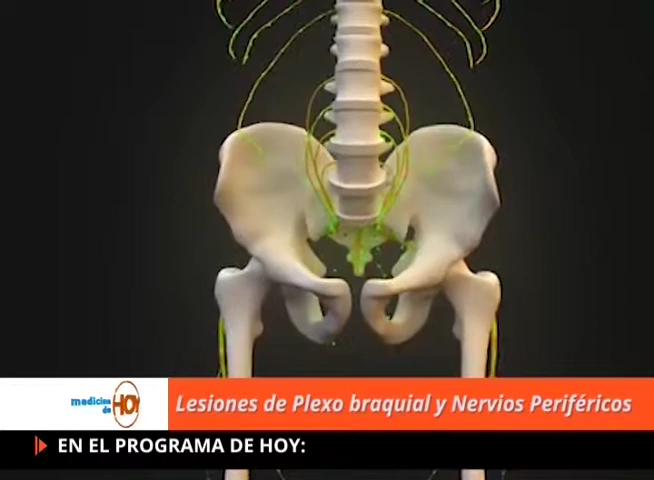 medicina de HOY
Lesiones de Plexo braquial y Nervios Periféricos
EN EL PROGRAMA DE HOY: